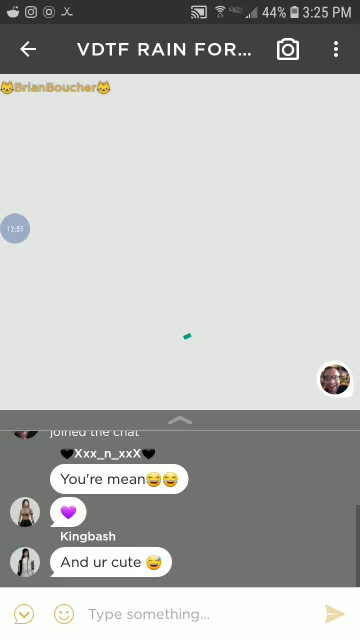 44% 3:25 PM
VDTF RAIN FOR...
😼BrianBoucher😼
12:51
joined the chat
🖤Xxx_n_xxX🖤
You're mean😂😂
💜
Kingbash
And ur cute 😅
Type something...